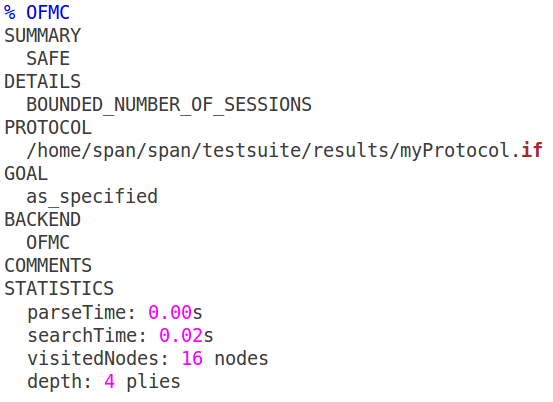 % OFMC
SUMMARY
SAFE
DETAILS
BOUNDED_NUMBER_OF_SESSIONS
PROTOCOL
/home/span/span/testsuite/results/myProtocol.if
GOAL
as_specified
BACKEND
OFMC
COMMENTS
STATISTICS
parseTime: 0.00s
searchTime: 0.02s
visitedNodes: 16 nodes
depth: 4 plies